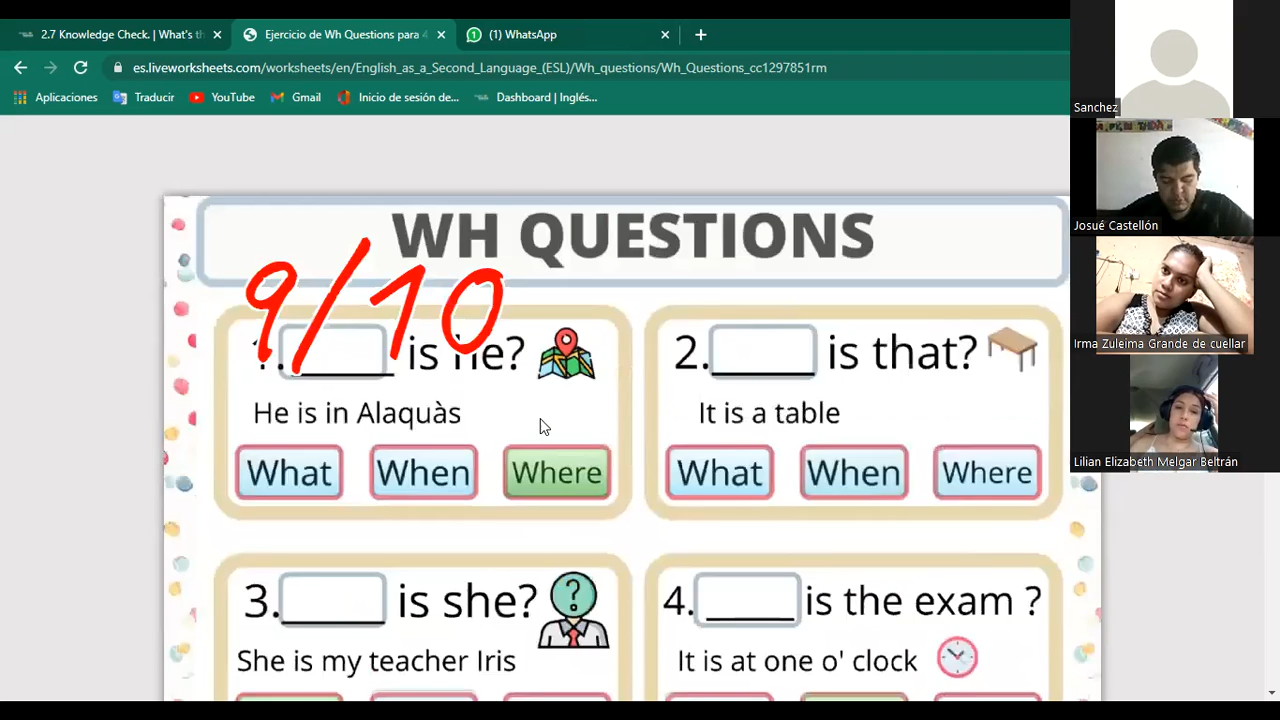 2.7 Knowledge Check. | What's th
Ejercicio de Wh Questions para 4
(1) WhatsApp
es.liveworksheets.com/worksheets/en/English_as_a_Second_Language_(ESL)/Wh_questions/Wh_Questions_cc1297851rm
Aplicaciones
Traducir
YouTube
Gmail
Inicio de sesión de...
Dashboard | Inglés...
Sanchez
Josué Castellón
Irma Zuleima Grande de cuellar
Lilian Elizabeth Melgar Beltrán
WH QUESTIONS
9/10
1. is he?
He is in Alaquàs
What When Where
2. is that?
It is a table
What When Where
3. is she?
She is my teacher Iris
4. is the exam ?
It is at one o' clock